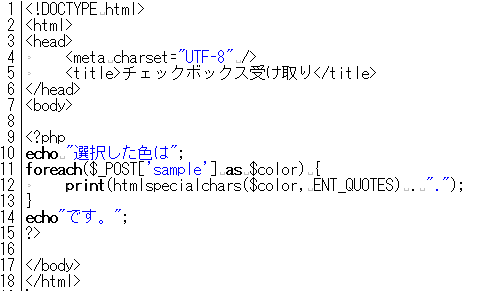 1 <!DOCTYPE html>
2 <html>
3 <head>
4     <meta charset="UTF-8" />
5     <title>チェックボックス受け取り</title>
6 </head>
7 <body>
8
9 <?php
10 echo "選択した色は";
11 foreach($_POST['sample'] as $color) {
12     print(htmlspecialchars($color, ENT_QUOTES) . ".");
13 }
14 echo"です。";
15 ?>
16
17 </body>
18 </html>